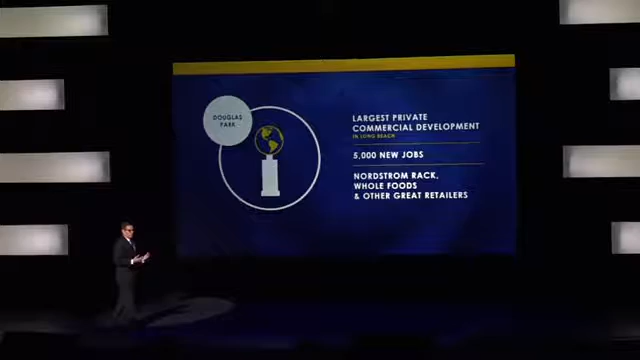 DOUGLAS
PARK
LARGEST PRIVATE
COMMERCIAL DEVELOPMENT
IN LONG BEACH
5,000 NEW JOBS
NORDSTROM RACK,
WHOLE FOODS
& OTHER GREAT RETAILERS